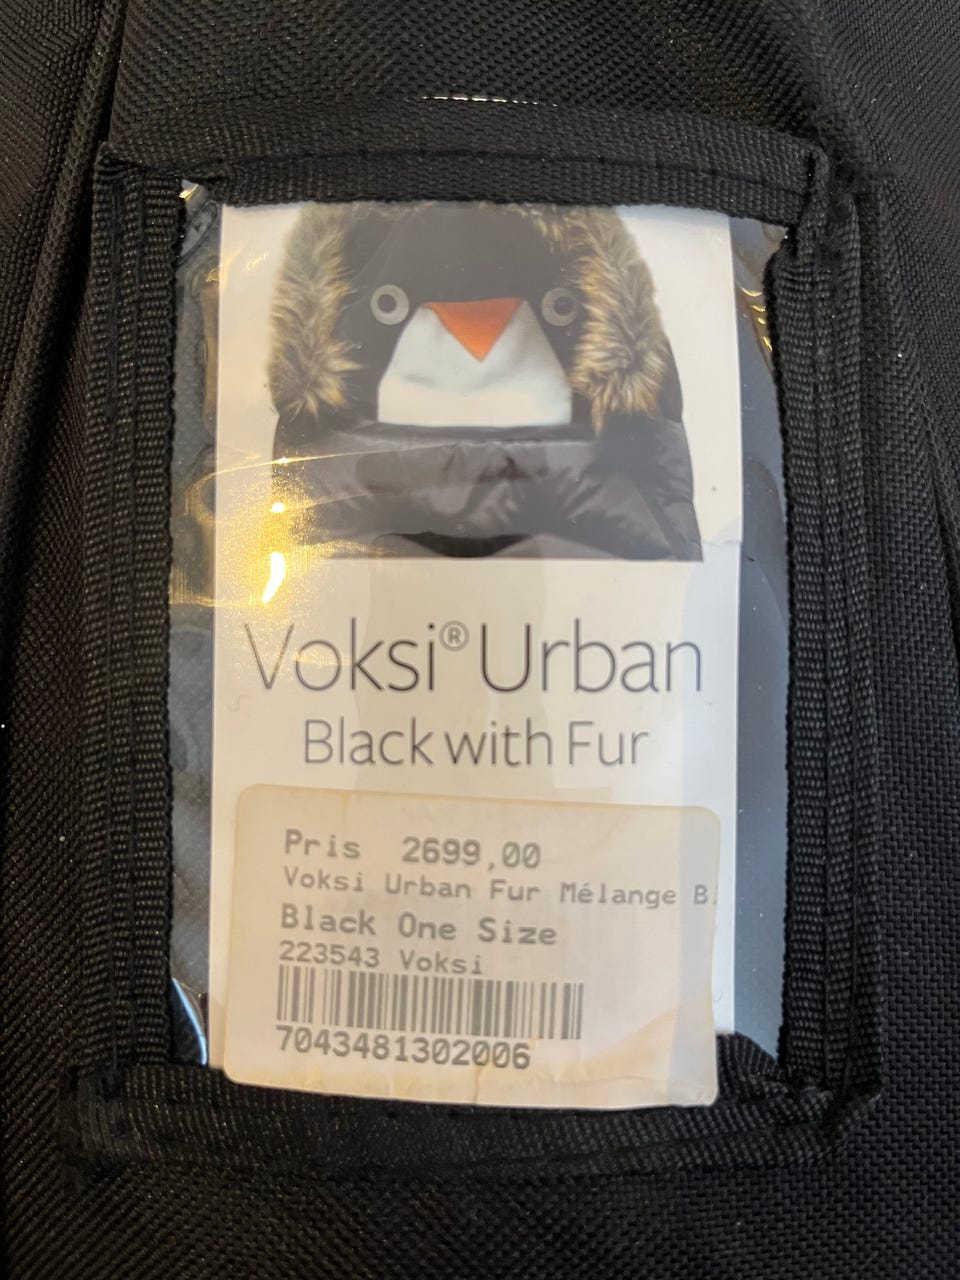 Voksi® Urban
Black with Fur
Pris 2699,00
Voksi Urban Fur Mélange B
Black One Size
223543 Voksi
7043481302006